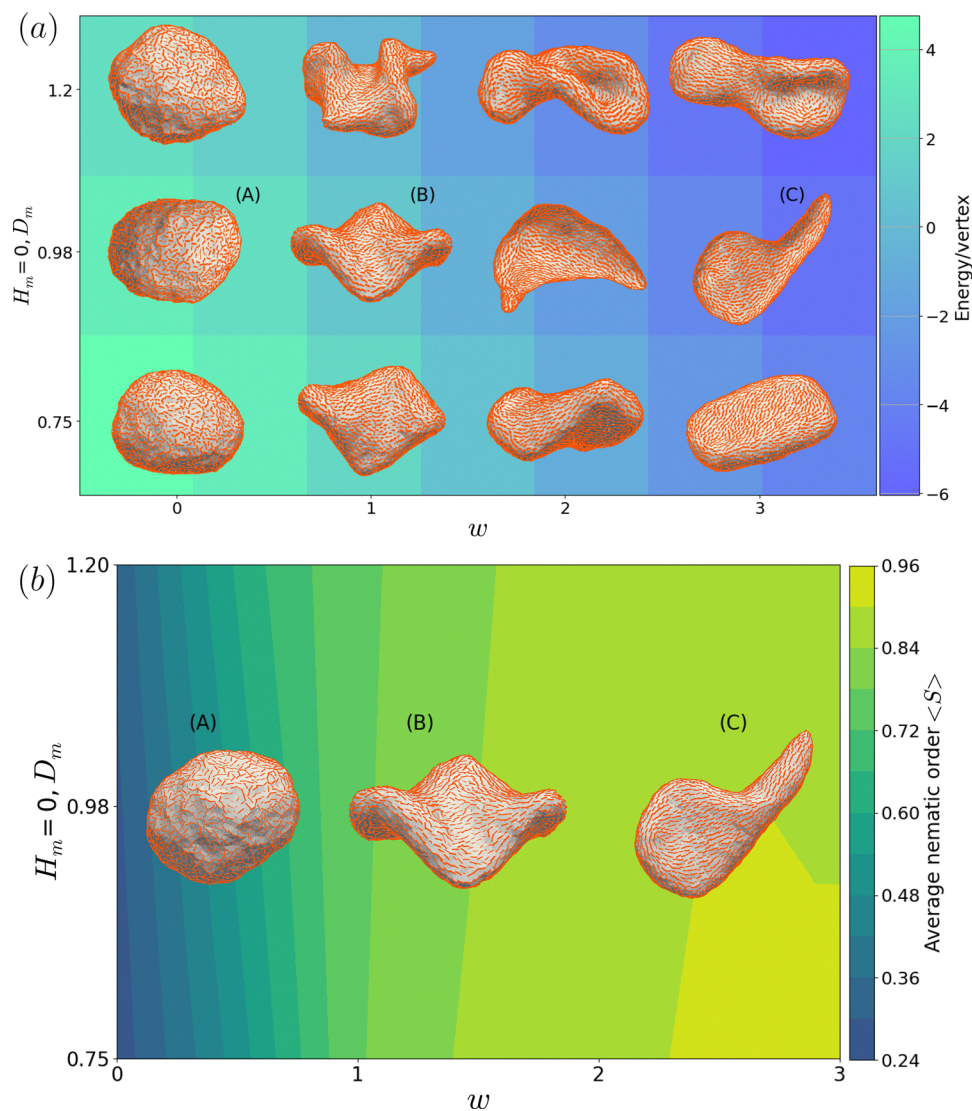 (a)
4
1.2
2
(A)
(B)
(C)
H_m = 0, D_m
0.98
0
Energy/vertex
−2
0.75
−4
−6
0
1
2
3
w
(b)
1.20
0.96
0.84
(A)
(B)
(C)
0.72
H_m = 0, D_m
0.98
0.60
Average nematic order <S>
0.48
0.36
0.75
0.24
0
1
2
3
w